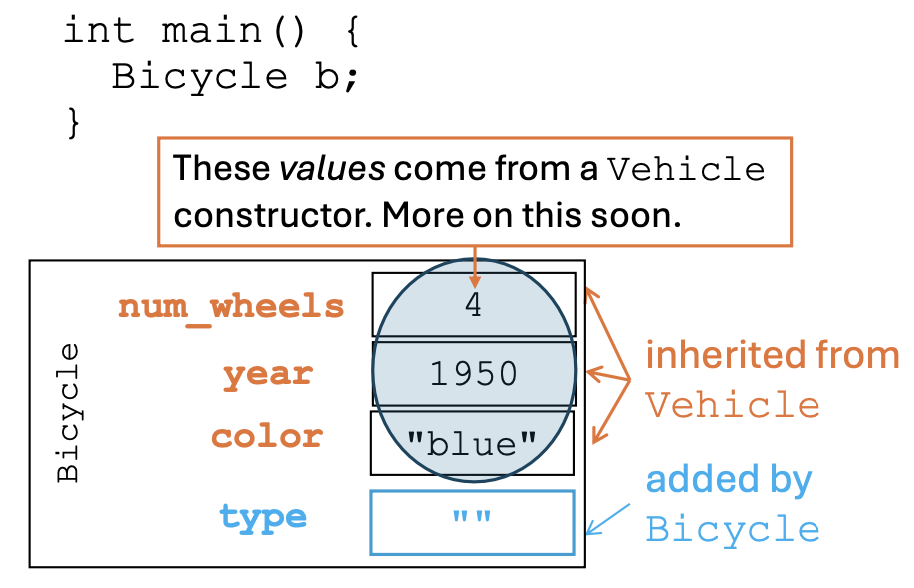 int main() {
Bicycle b;
}
These values come from a Vehicle
constructor. More on this soon.
Bicycle
num_wheels 4
year 1950
color "blue"
type ""
inherited from
Vehicle
added by
Bicycle